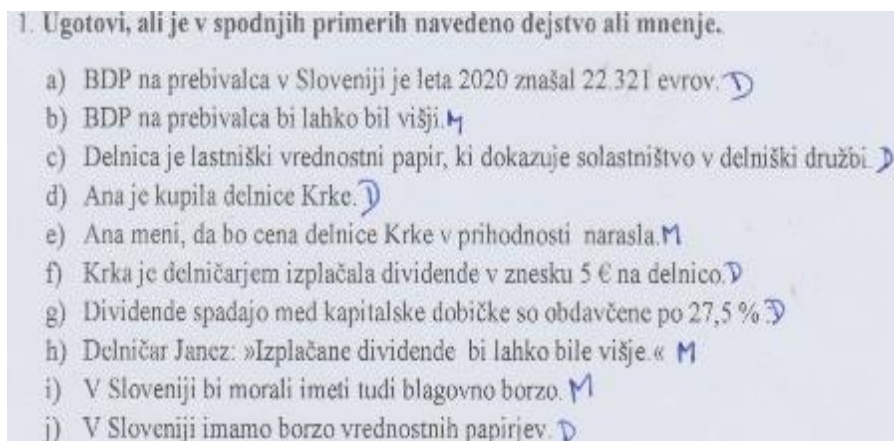 1. Ugotovi, ali je v spodnjih primerih navedeno dejstvo ali mnenje.
a) BDP na prebivalca v Sloveniji je leta 2020 znašal 22.321 evrov. D
b) BDP na prebivalca bi lahko bil višji. M
c) Delnica je lastniški vrednostni papir, ki dokazuje solastništvo v delniški družbi. D
d) Ana je kupila delnice Krke. D
e) Ana meni, da bo cena delnice Krke v prihodnosti narasla. M
f) Krka je delničarjem izplačala dividende v znesku 5 € na delnico. D
g) Dividende spadajo med kapitalske dobičke so obdavčene po 27,5 %. D
h) Delničar Janez: »Izplačane dividende bi lahko bile višje.« M
i) V Sloveniji bi morali imeti tudi blagovno borzo. M
j) V Sloveniji imamo borzo vrednostnih papirjev. D